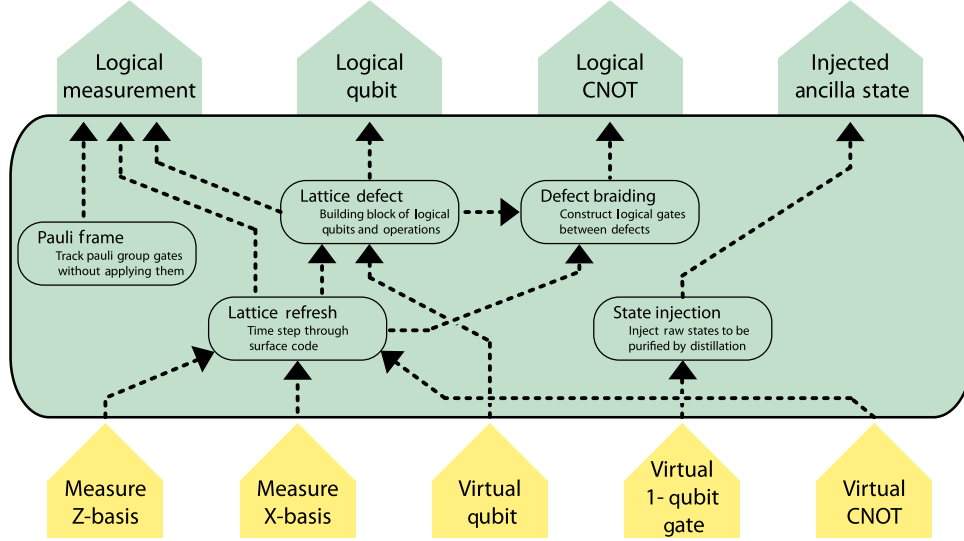 Logical
measurement
Logical
qubit
Logical
CNOT
Injected
ancilla state
Lattice defect
Building block of logical
qubits and operations
Defect braiding
Construct logical gates
between defects
Pauli frame
Track pauli group gates
without applying them
Lattice refresh
Time step through
surface code
State injection
Inject raw states to be
purified by distillation
Measure
Z-basis
Measure
X-basis
Virtual
qubit
Virtual
1- qubit
gate
Virtual
CNOT